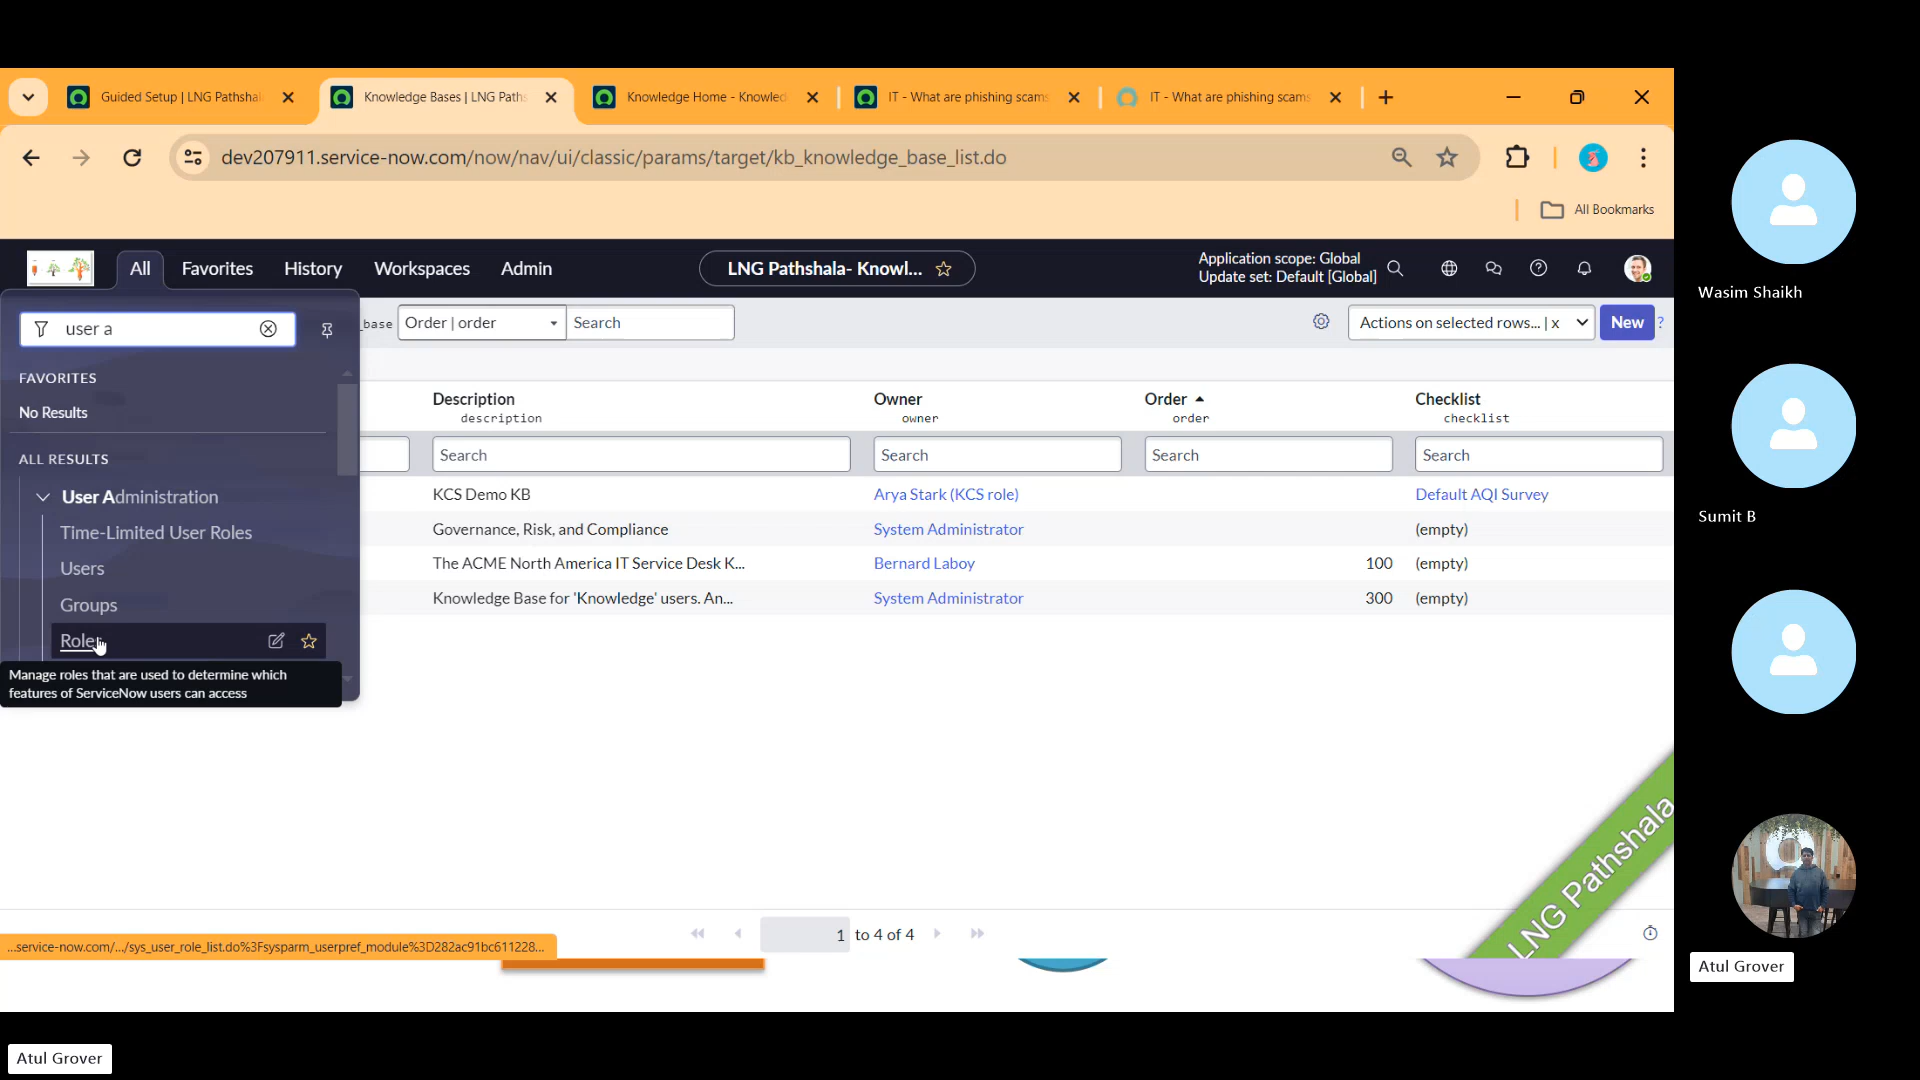 Guided Setup | LNG Pathshal
Knowledge Bases | LNG Paths
Knowledge Home - Knowled
IT - What are phishing scams
IT - What are phishing scams
dev207911.service-now.com/now/nav/ui/classic/params/target/kb_knowledge_base_list.do
All Bookmarks
All
Favorites
History
Workspaces
Admin
LNG Pathshala- Knowl...
Application scope: Global
Update set: Default [Global]
user a
_base
Order | order
Search
Actions on selected rows... | x
New
?
FAVORITES
No Results
ALL RESULTS
User Administration
Time-Limited User Roles
Users
Groups
Roles
Manage roles that are used to determine which
features of ServiceNow users can access
Description
description
Owner
owner
Order
order
Checklist
checklist
Search
Search
Search
Search
KCS Demo KB
Arya Stark (KCS role)
Default AQI Survey
Governance, Risk, and Compliance
System Administrator
(empty)
The ACME North America IT Service Desk K...
Bernard Laboy
100
(empty)
Knowledge Base for 'Knowledge' users. An...
System Administrator
300
(empty)
1 to 4 of 4
LNG Pathshala
...service-now.com/.../sys_user_role_list.do%3Fsysparm_userpref_module%3D282ac91bc611228...
Wasim Shaikh
Sumit B
Atul Grover
Atul Grover